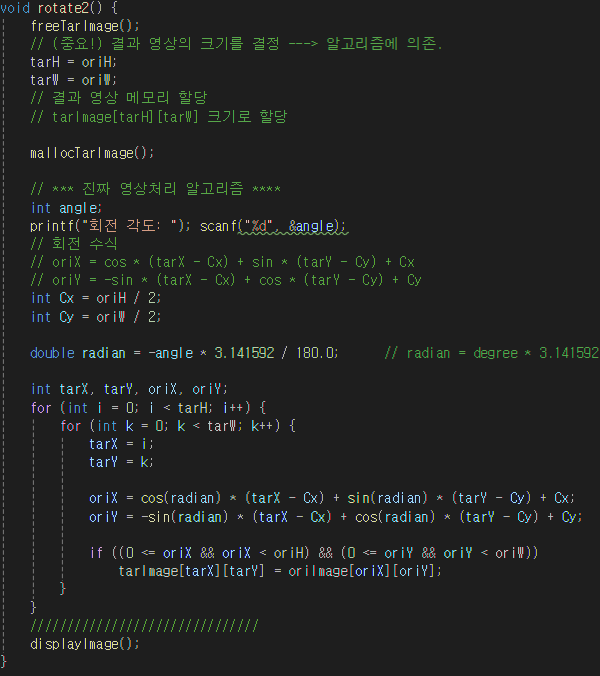 void rotate2() {
freeTarImage();
// (중요!) 결과 영상의 크기를 결정 ---> 알고리즘에 의존.
tarH = oriH;
tarW = oriW;
// 결과 영상 메모리 할당
// tarImage[tarH][tarW] 크기로 할당
mallocTarImage();
// *** 진짜 영상처리 알고리즘 ****
int angle;
printf("회전 각도: "); scanf("%d", &angle);
// 회전 수식
// oriX = cos * (tarX - Cx) + sin * (tarY - Cy) + Cx
// oriY = -sin * (tarX - Cx) + cos * (tarY - Cy) + Cy
int Cx = oriH / 2;
int Cy = oriW / 2;
double radian = -angle * 3.141592 / 180.0; // radian = degree * 3.141592
int tarX, tarY, oriX, oriY;
for (int i = 0; i < tarH; i++) {
for (int k = 0; k < tarW; k++) {
tarX = i;
tarY = k;
oriX = cos(radian) * (tarX - Cx) + sin(radian) * (tarY - Cy) + Cx;
oriY = -sin(radian) * (tarX - Cx) + cos(radian) * (tarY - Cy) + Cy;
if ((0 <= oriX && oriX < oriH) && (0 <= oriY && oriY < oriW))
tarImage[tarX][tarY] = oriImage[oriX][oriY];
}
}
///////////////////////////////
displayImage();
}